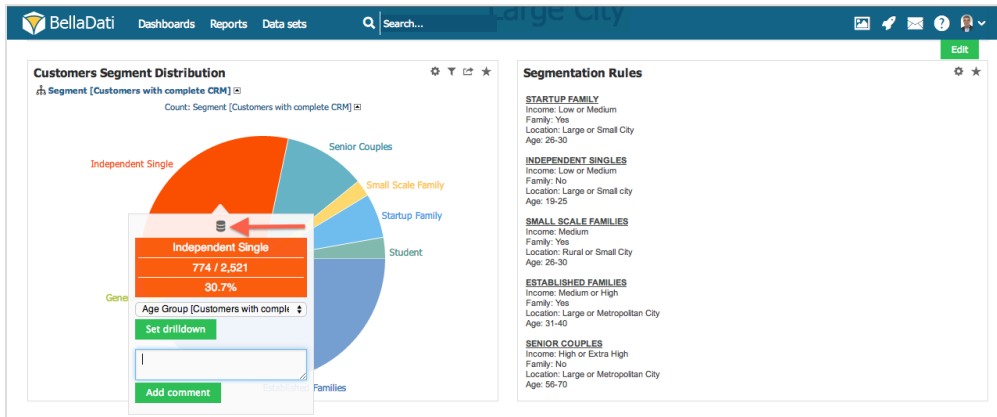 BellaDati
Dashboards Reports Data sets
Search...
Large City
Edit
Customers Segment Distribution
Segment [Customers with complete CRM]
Count: Segment [Customers with complete CRM]
Independent Single
Senior Couples
Small Scale Family
Startup Family
Student
Gene
Families
Independent Single
774 / 2,521
30.7%
Age Group [Customers with comple
Set drilldown
Add comment
Segmentation Rules
STARTUP FAMILY
Income: Low or Medium
Family: Yes
Location: Large or Small City
Age: 26-30
INDEPENDENT SINGLES
Income: Low or Medium
Family: No
Location: Large or Small city
Age: 19-25
SMALL SCALE FAMILIES
Income: Medium
Family: Yes
Location: Rural or Small City
Age: 26-30
ESTABLISHED FAMILIES
Income: Medium or High
Family: Yes
Location: Large or Metropolitan City
Age: 31-40
SENIOR COUPLES
Income: High or Extra High
Family: No
Location: Large or Metropolitan City
Age: 56-70